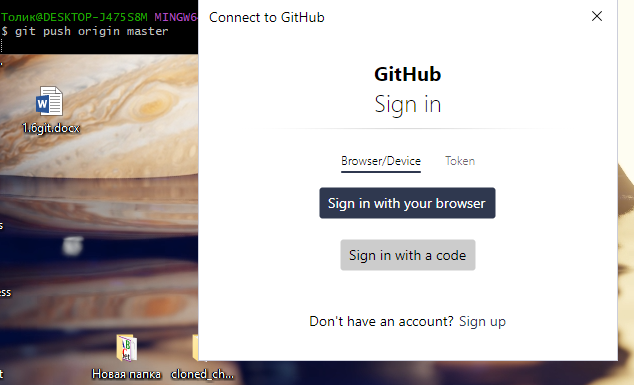 Толик@DESKTOP-J475S8M MINGW6
$ git push origin master
Connect to GitHub
GitHub
Sign in
Browser/Device Token
Sign in with your browser
Sign in with a code
Don't have an account? Sign up
1.6git.docx
s
ess
Новая папка
cloned_ch...
t